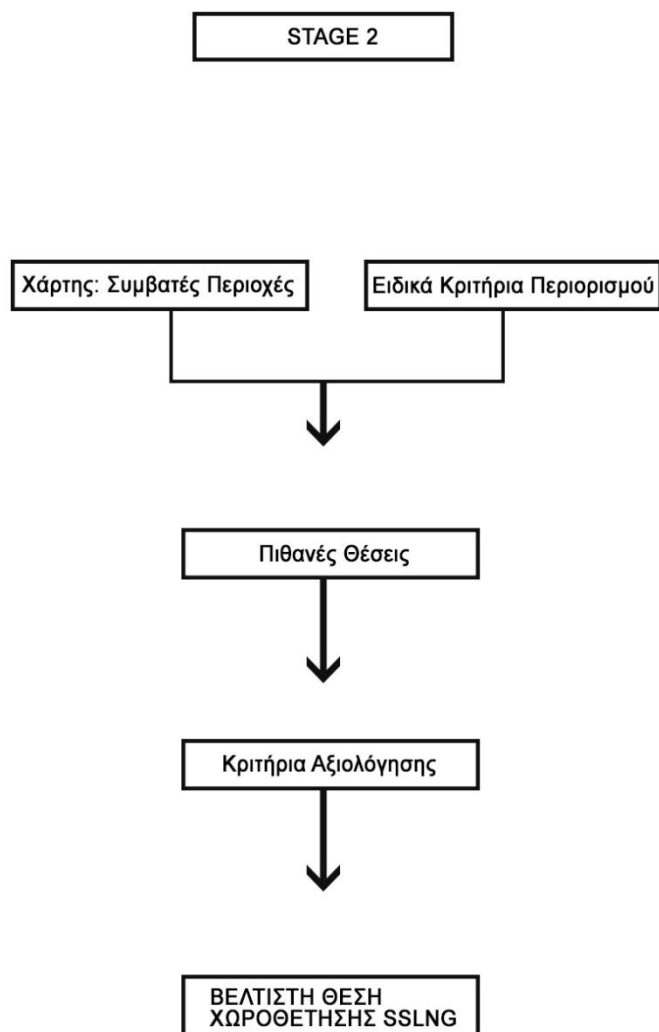 STAGE 2
Χάρτης: Συμβατές Περιοχές
Ειδικά Κριτήρια Περιορισμού
Πιθανές Θέσεις
Κριτήρια Αξιολόγησης
ΒΕΛΤΙΣΤΗ ΘΕΣΗ
ΧΩΡΟΘΕΤΗΣΗΣ SSLNG